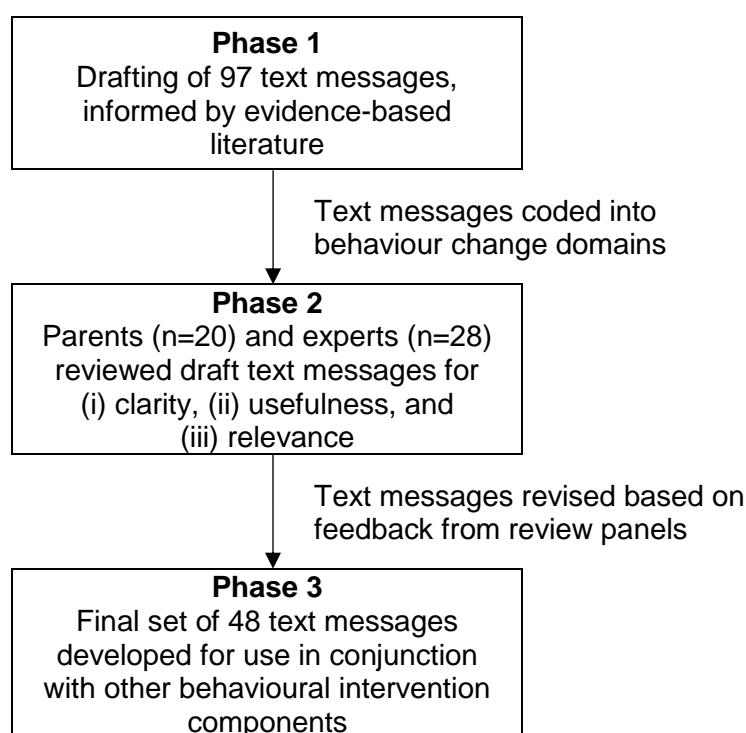 Phase 1
Drafting of 97 text messages,
informed by evidence-based
literature
Text messages coded into
behaviour change domains
Phase 2
Parents (n=20) and experts (n=28)
reviewed draft text messages for
(i) clarity, (ii) usefulness, and
(iii) relevance
Text messages revised based on
feedback from review panels
Phase 3
Final set of 48 text messages
developed for use in conjunction
with other behavioural intervention
components